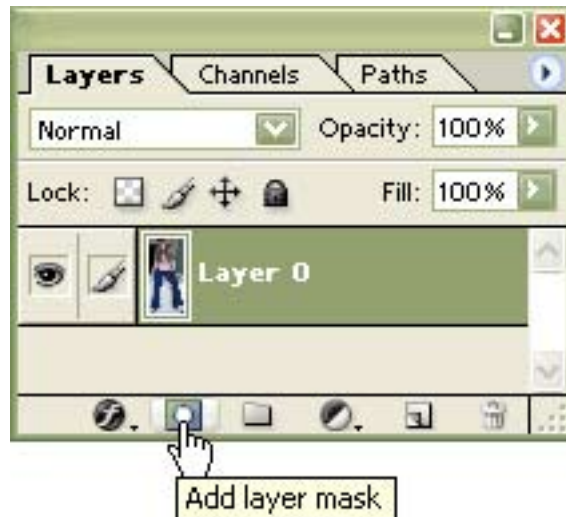 Layers Channels Paths
Normal Opacity: 100%
Lock: Fill: 100%
Layer 0
Add layer mask